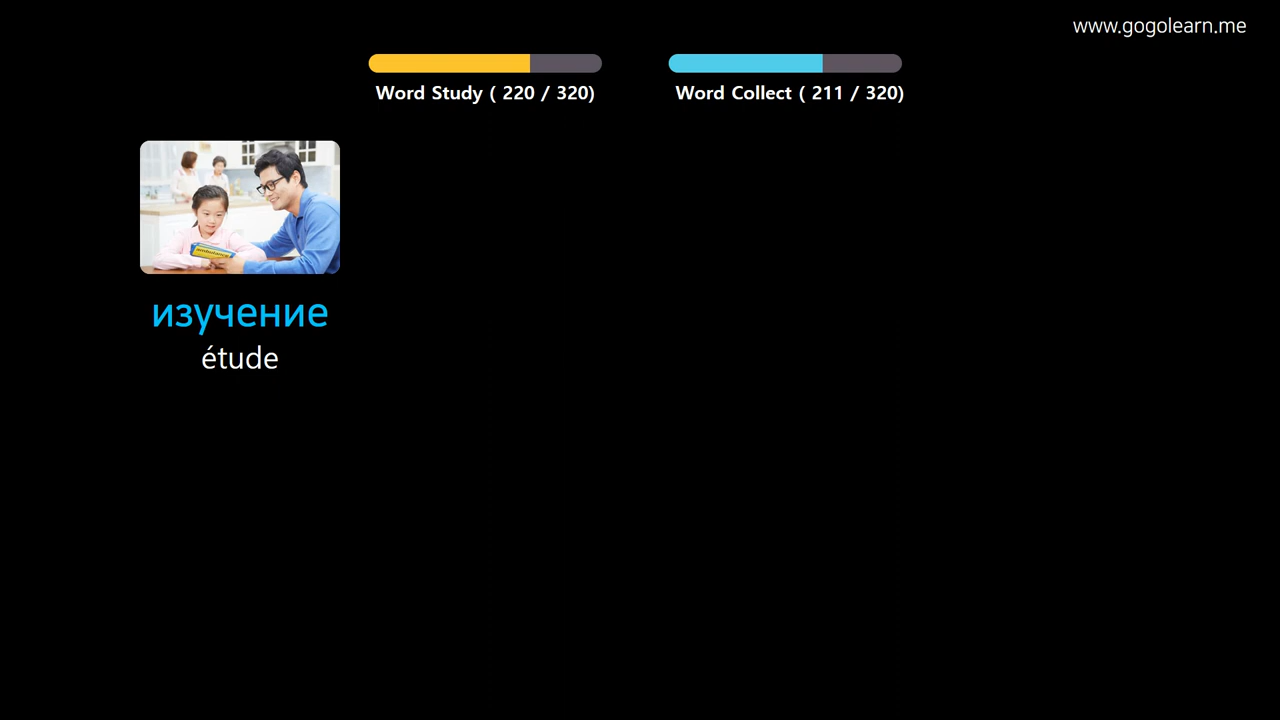 www.gogolearn.me
Word Study ( 220 / 320)
Word Collect ( 211 / 320)
изучение
étude